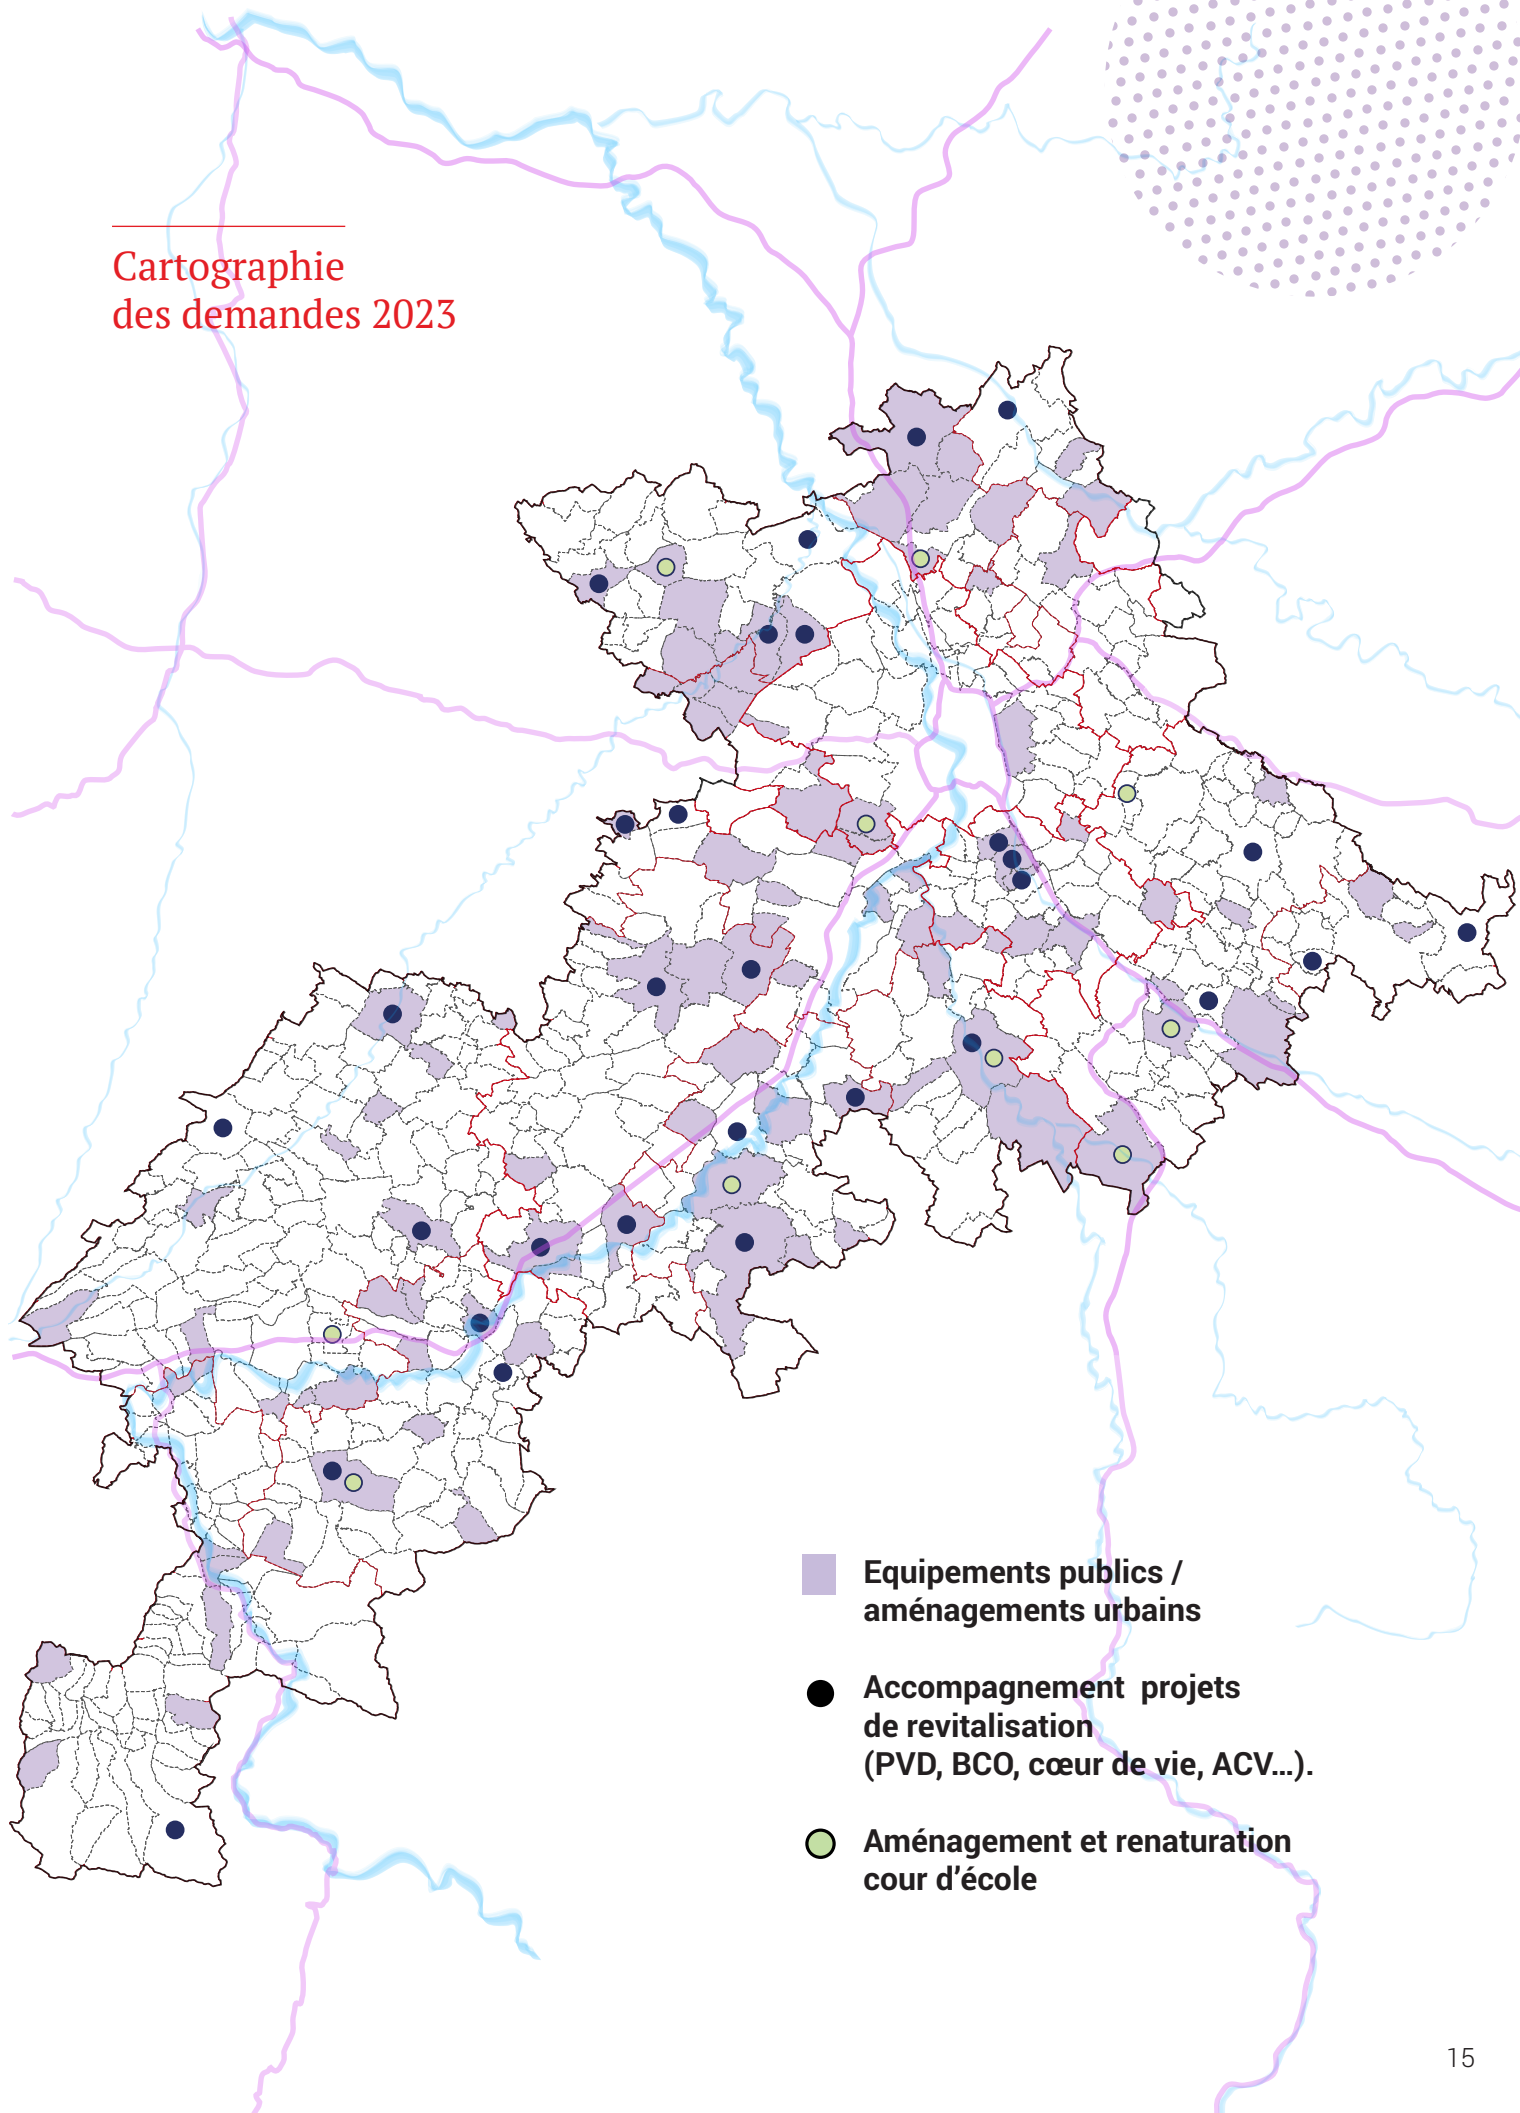 Cartographie
des demandes 2023
Equipements publics /
aménagements urbains
Accompagnement projets
de revitalisation
(PVD, BCO, cœur de vie, ACV...).
Aménagement et renaturation
cour d'école
15